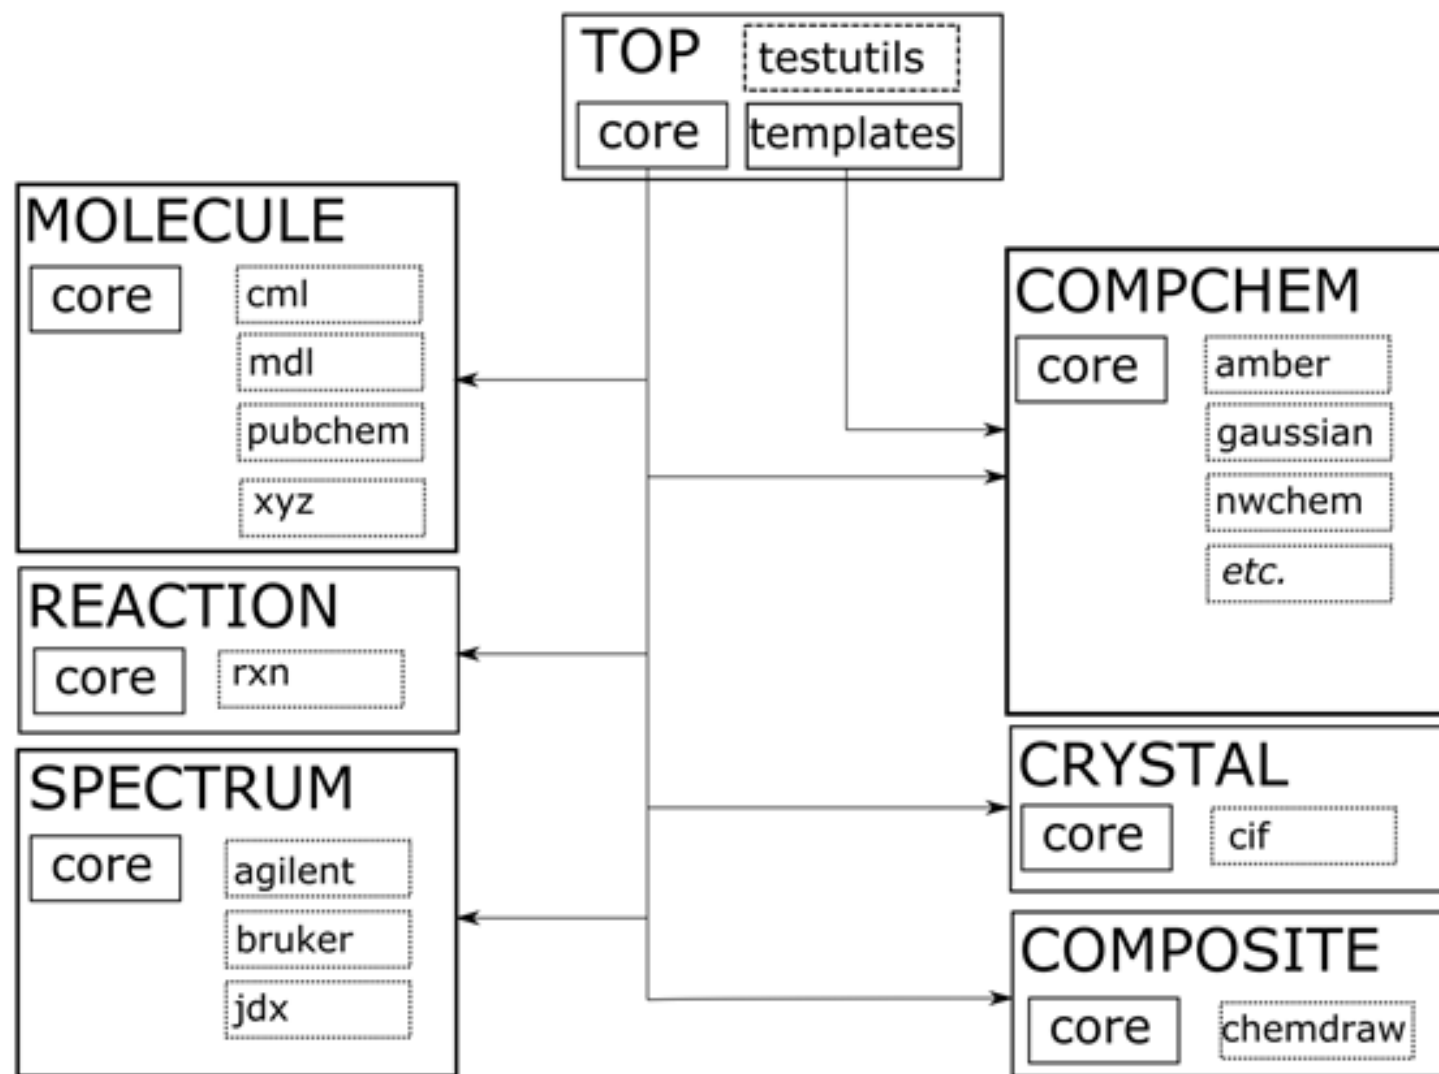 TOP
testutils
core
templates
MOLECULE
core
cml
mdl
pubchem
xyz
REACTION
core
rxn
SPECTRUM
core
agilent
bruker
jdx
COMPCHEM
core
amber
gaussian
nwchem
etc.
CRYSTAL
core
cif
COMPOSITE
core
chemdraw